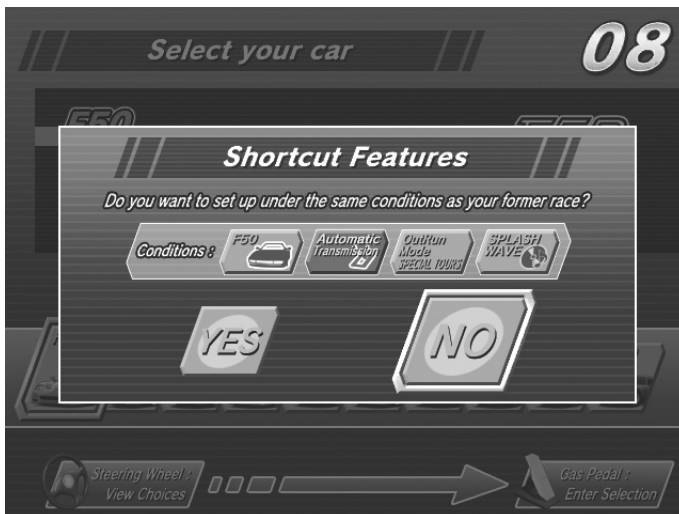 Select your car
08
F50
Shortcut Features
Do you want to set up under the same conditions as your former race?
Conditions :
F50
Automatic
Transmission
OutRun
Mode
SPECIAL TOURS
SPLASH
WAVE
YES
NO
Steering Wheel :
View Choices
Gas Pedal :
Enter Selection